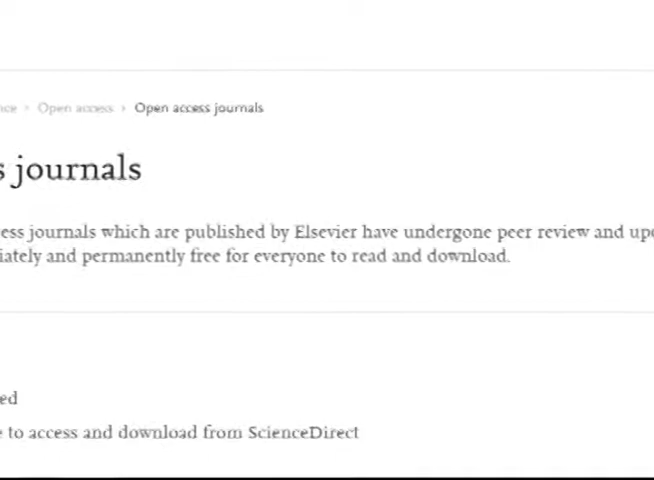 nce > Open access > Open access journals
s journals
ess journals which are published by Elsevier have undergone peer review and upo
iately and permanently free for everyone to read and download.
ed
e to access and download from ScienceDirect